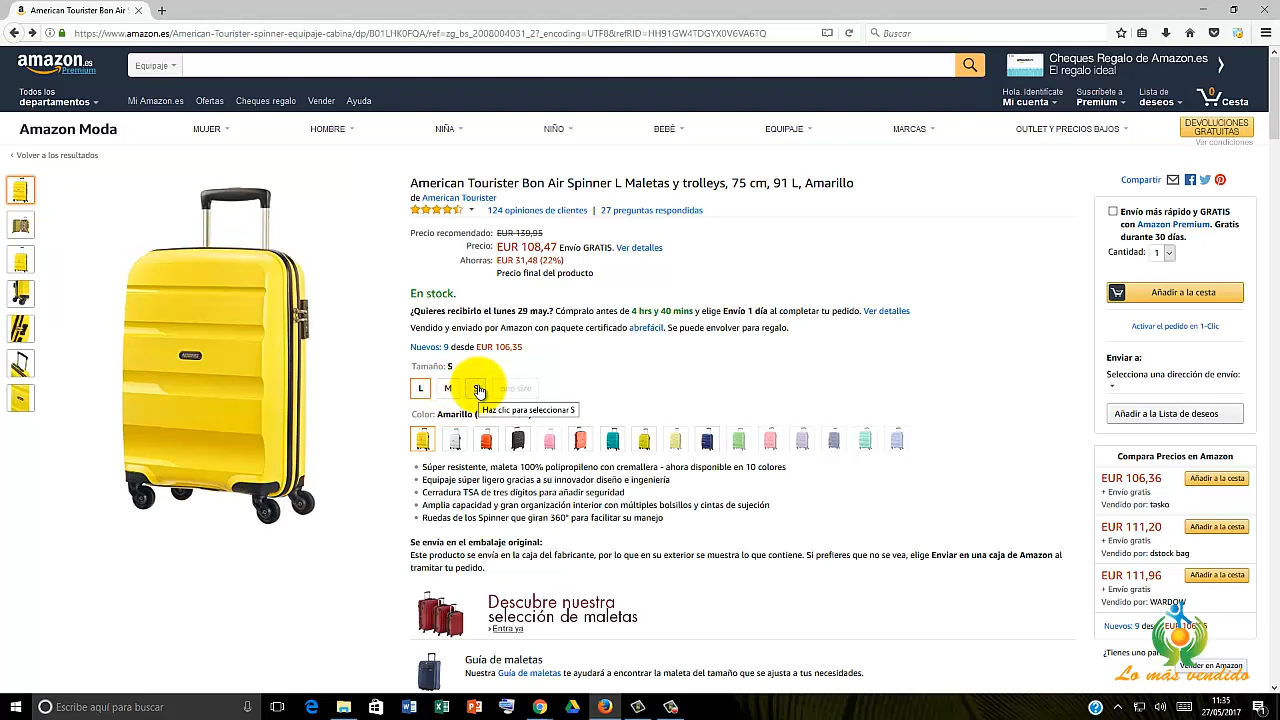 American Tourister Bon Air
https://www.amazon.es/American-Tourister-spinner-equipaje-cabina/dp/B01LHK0FQA/ref=zg_bs_2008004031_27_encoding=UTF8&refRID=HH91GW4TDGYX0V6VA6TQ
Buscar
amazon.es
Premium
Equipaje
Cheques Regalo de Amazon.es
El regalo ideal
Todos los
departamentos
Mi Amazon.es
Ofertas
Cheques regalo
Vender
Ayuda
Hola. Identifícate
Mi cuenta
Suscríbete a
Premium
Lista de
deseos
0
Cesta
Amazon Moda
MUJER
HOMBRE
NIÑA
NIÑO
BEBÉ
EQUIPAJE
MARCAS
OUTLET Y PRECIOS BAJOS
DEVOLUCIONES
GRATUITAS
Ver condiciones
‹ Volver a los resultados
American Tourister Bon Air Spinner L Maletas y trolleys, 75 cm, 91 L, Amarillo
de American Tourister
124 opiniones de clientes | 27 preguntas respondidas
Precio recomendado: EUR 139,95
Precio: EUR 108,47 Envío GRATIS. Ver detalles
Ahorras: EUR 31,48 (22%)
Precio final del producto
En stock.
¿Quieres recibirlo el lunes 29 may.? Cómpralo antes de 4 hrs y 40 mins y elige Envío 1 día al completar tu pedido. Ver detalles
Vendido y enviado por Amazon con paquete certificado abrefácil. Se puede envolver para regalo.
Nuevos: 9 desde EUR 106,35
Tamaño: S
L
M
S
one size
Haz clic para seleccionar S
Color: Amarillo
Súper resistente, maleta 100% polipropileno con cremallera - ahora disponible en 10 colores
Equipaje súper ligero gracias a su innovador diseño e ingeniería
Cerradura TSA de tres dígitos para añadir seguridad
Amplia capacidad y gran organización interior con múltiples bolsillos y cintas de sujeción
Ruedas de los Spinner que giran 360° para facilitar su manejo
Se envía en el embalaje original:
Este producto se envía en la caja del fabricante, por lo que en su exterior se muestra lo que contiene. Si prefieres que no se vea, elige Enviar en una caja de Amazon al
tramitar tu pedido.
Descubre nuestra
selección de maletas
› Entra ya
Guía de maletas
Nuestra Guía de maletas te ayudará a encontrar la maleta del tamaño que se ajusta a tus necesidades.
Compartir
Envío más rápido y GRATIS
con Amazon Premium. Gratis
durante 30 días.
Cantidad: 1
Añadir a la cesta
Activar el pedido en 1-Clic
Enviar a:
Selecciona una dirección de envío:
Añadir a la Lista de deseos
Compara Precios en Amazon
EUR 106,36
Añadir a la cesta
+ Envío gratis
Vendido por: tasko
EUR 111,20
Añadir a la cesta
+ Envío gratis
Vendido por: dstock bag
EUR 111,96
Añadir a la cesta
+ Envío gratis
Vendido por: WARDOW
Nuevos: 9
¿Tienes uno para
Vender en Amazon
Lo más vendido
Escribe aquí para buscar
11:35
27/05/2017